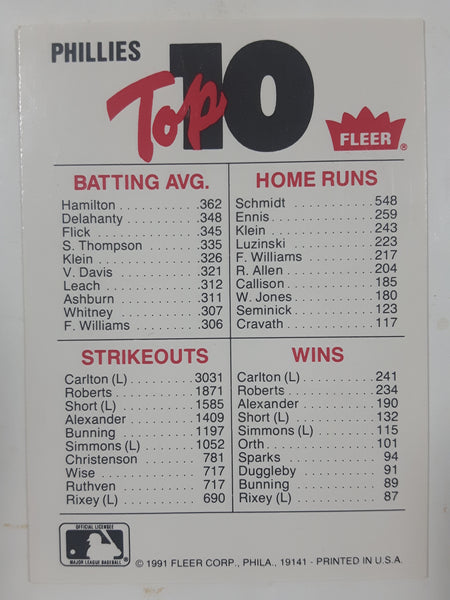 PHILLIES
Top 10
FLEER®
BATTING AVG.
Hamilton . . . . . . . . . . . . .362
Delahanty . . . . . . . . . . . .348
Flick . . . . . . . . . . . . . . . . .345
S. Thompson . . . . . . . . . .335
Klein . . . . . . . . . . . . . . . . .326
V. Davis . . . . . . . . . . . . . .321
Leach . . . . . . . . . . . . . . . .312
Ashburn . . . . . . . . . . . . . .311
Whitney . . . . . . . . . . . . . .307
F. Williams . . . . . . . . . . . .306
HOME RUNS
Schmidt . . . . . . . . . . . . . 548
Ennis . . . . . . . . . . . . . . . 259
Klein . . . . . . . . . . . . . . . 243
Luzinski . . . . . . . . . . . . . 223
F. Williams . . . . . . . . . . . 217
R. Allen . . . . . . . . . . . . . 204
Callison . . . . . . . . . . . . . 185
W. Jones . . . . . . . . . . . . 180
Seminick . . . . . . . . . . . . 123
Cravath . . . . . . . . . . . . . 117
STRIKEOUTS
Carlton (L) . . . . . . . . . . 3031
Roberts . . . . . . . . . . . . 1871
Short (L) . . . . . . . . . . . 1585
Alexander . . . . . . . . . . 1409
Bunning . . . . . . . . . . . . 1197
Simmons (L) . . . . . . . . 1052
Christenson . . . . . . . . . 781
Wise . . . . . . . . . . . . . . . 717
Ruthven . . . . . . . . . . . . 717
Rixey (L) . . . . . . . . . . . . 690
WINS
Carlton (L) . . . . . . . . . . . 241
Roberts . . . . . . . . . . . . . 234
Alexander . . . . . . . . . . . 190
Short (L) . . . . . . . . . . . . 132
Simmons (L) . . . . . . . . . 115
Orth . . . . . . . . . . . . . . . . 101
Sparks . . . . . . . . . . . . . . 94
Duggleby . . . . . . . . . . . . 91
Bunning . . . . . . . . . . . . . 89
Rixey (L) . . . . . . . . . . . . . 87
OFFICIAL LICENSEE
MAJOR LEAGUE BASEBALL
© 1991 FLEER CORP., PHILA., 19141 - PRINTED IN U.S.A.